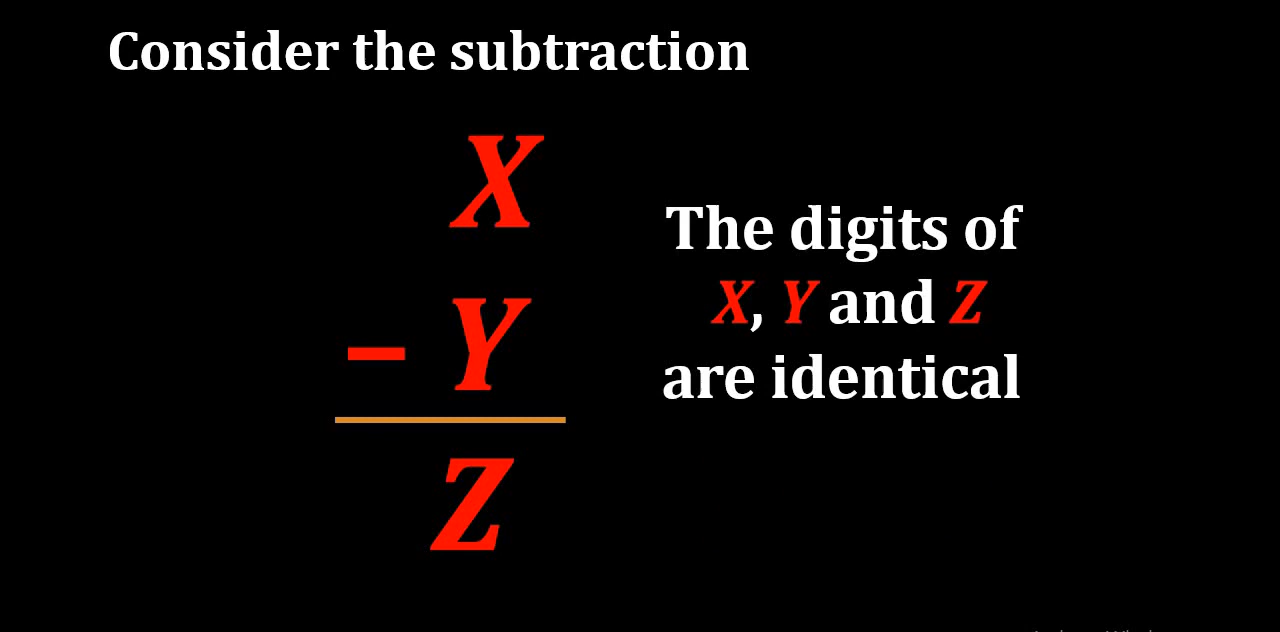 Consider the subtraction
X
The digits of
X, Y and Z
– Y
are identical
Z